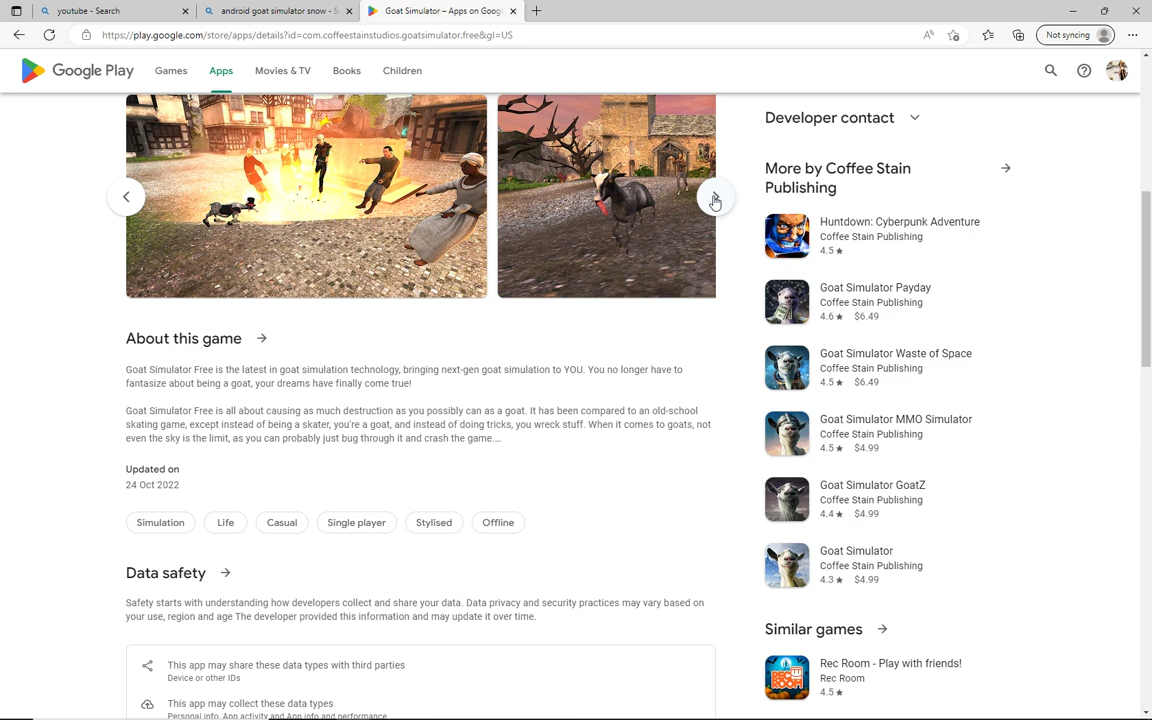 youtube - Search
android goat simulator snow - S
Goat Simulator – Apps on Googl
https://play.google.com/store/apps/details?id=com.coffeestainstudios.goatsimulator.free&gl=US
Not syncing
Google Play
Games
Apps
Movies & TV
Books
Children
Developer contact
More by Coffee Stain
Publishing
Huntdown: Cyberpunk Adventure
Coffee Stain Publishing
4.5★
Goat Simulator Payday
Coffee Stain Publishing
4.6★ $6.49
Goat Simulator Waste of Space
Coffee Stain Publishing
4.5★ $6.49
Goat Simulator MMO Simulator
Coffee Stain Publishing
4.5★ $4.99
Goat Simulator GoatZ
Coffee Stain Publishing
4.4★ $4.99
Goat Simulator
Coffee Stain Publishing
4.3★ $4.99
Similar games
REC ROOM
Rec Room - Play with friends!
Rec Room
4.5★
About this game
Goat Simulator Free is the latest in goat simulation technology, bringing next-gen goat simulation to YOU. You no longer have to
fantasize about being a goat, your dreams have finally come true!
Goat Simulator Free is all about causing as much destruction as you possibly can as a goat. It has been compared to an old-school
skating game, except instead of being a skater, you're a goat, and instead of doing tricks, you wreck stuff. When it comes to goats, not
even the sky is the limit, as you can probably just bug through it and crash the game....
Updated on
24 Oct 2022
Simulation
Life
Casual
Single player
Stylised
Offline
Data safety
Safety starts with understanding how developers collect and share your data. Data privacy and security practices may vary based on
your use, region and age The developer provided this information and may update it over time.
This app may share these data types with third parties
Device or other IDs
This app may collect these data types
Personal info, App activity and App info and performance